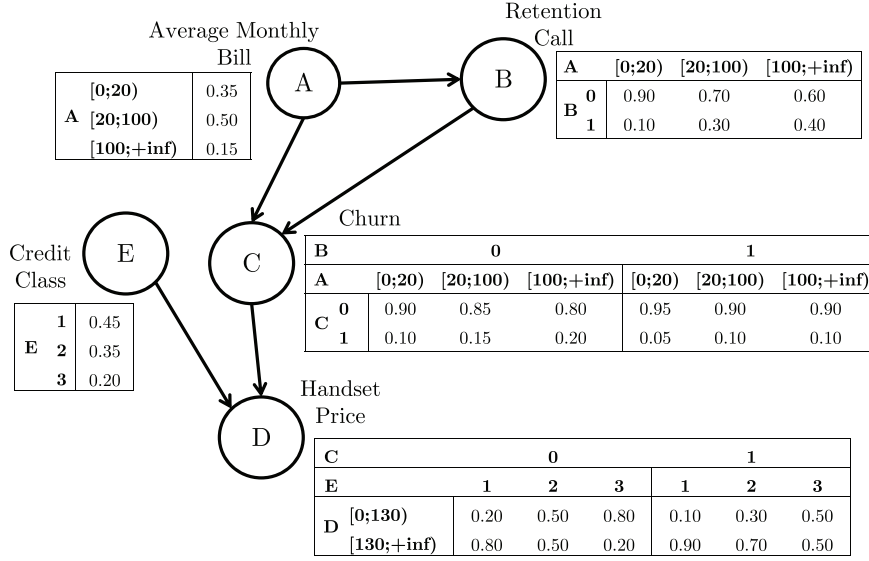 Average Monthly
Bill
A
[0;20) 0.35
A [20;100) 0.50
[100;+inf) 0.15
Retention
Call
B
A [0;20) [20;100) [100;+inf)
B 0 0.90 0.70 0.60
1 0.10 0.30 0.40
Churn
C
B 0 1
A [0;20) [20;100) [100;+inf) [0;20) [20;100) [100;+inf)
C 0 0.90 0.85 0.80 0.95 0.90 0.90
1 0.10 0.15 0.20 0.05 0.10 0.10
Credit
Class
E
1 0.45
E 2 0.35
3 0.20
Handset
Price
D
C 0 1
E 1 2 3 1 2 3
D [0;130) 0.20 0.50 0.80 0.10 0.30 0.50
[130;+inf) 0.80 0.50 0.20 0.90 0.70 0.50